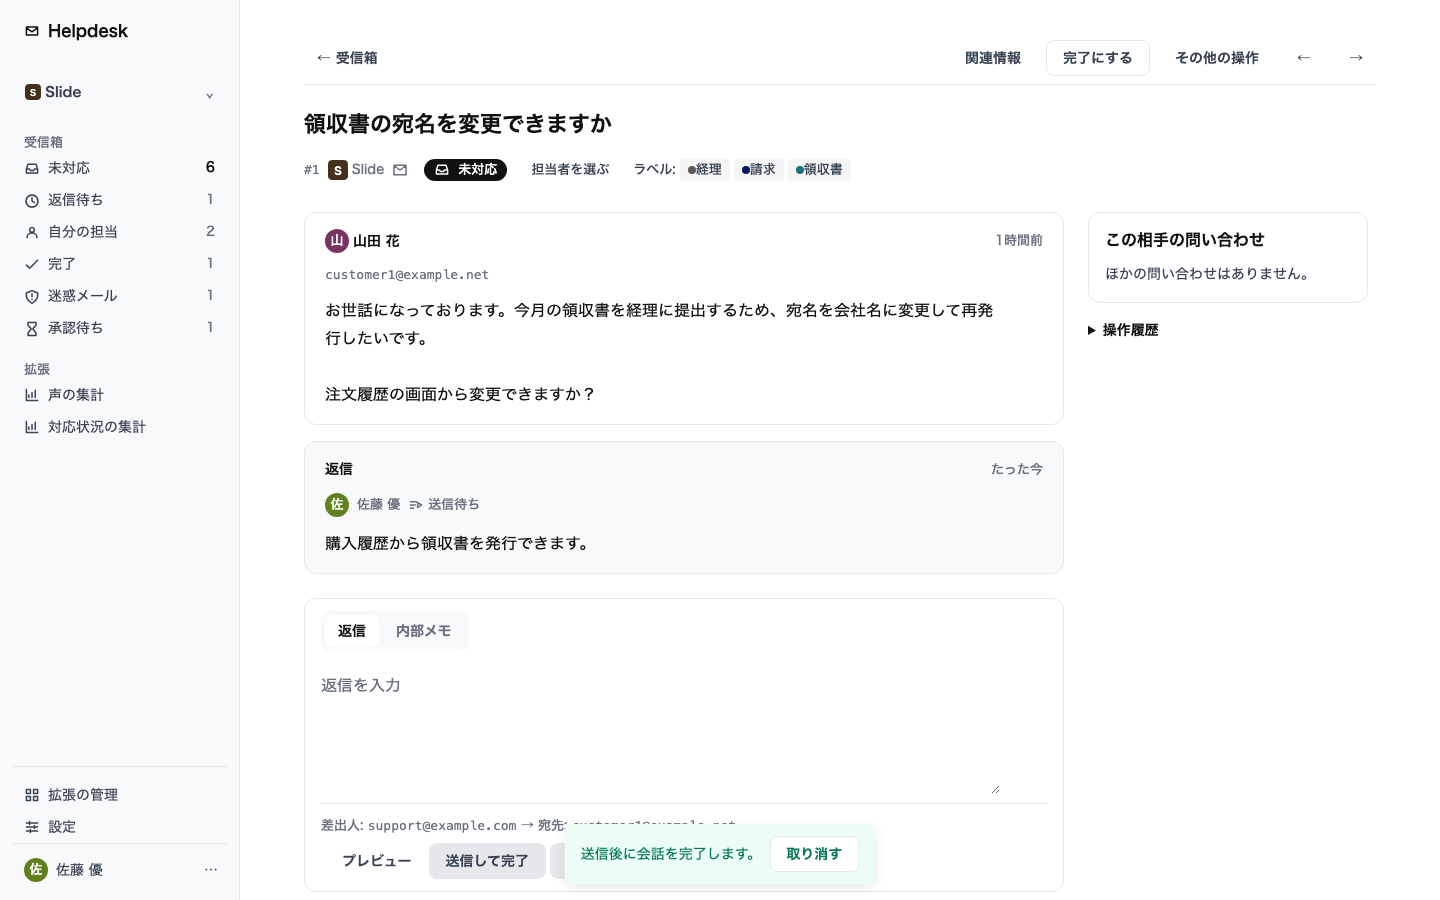 Helpdesk
S Slide
受信箱
未対応 6
返信待ち 1
自分の担当 2
完了 1
迷惑メール 1
承認待ち 1
拡張
声の集計
対応状況の集計
拡張の管理
設定
佐 佐藤 優 …
← 受信箱
関連情報 完了にする その他の操作 ← →
領収書の宛名を変更できますか
#1 S Slide 未対応 担当者を選ぶ ラベル: 経理 請求 領収書
山 山田 花 1時間前
customer1@example.net
お世話になっております。今月の領収書を経理に提出するため、宛名を会社名に変更して再発
行したいです。
注文履歴の画面から変更できますか？
返信 たった今
佐 佐藤 優 送信待ち
購入履歴から領収書を発行できます。
返信 内部メモ
返信を入力
差出人: support@example.com → 宛先:
プレビュー 送信して完了
送信後に会話を完了します。 取り消す
この相手の問い合わせ
ほかの問い合わせはありません。
▶ 操作履歴